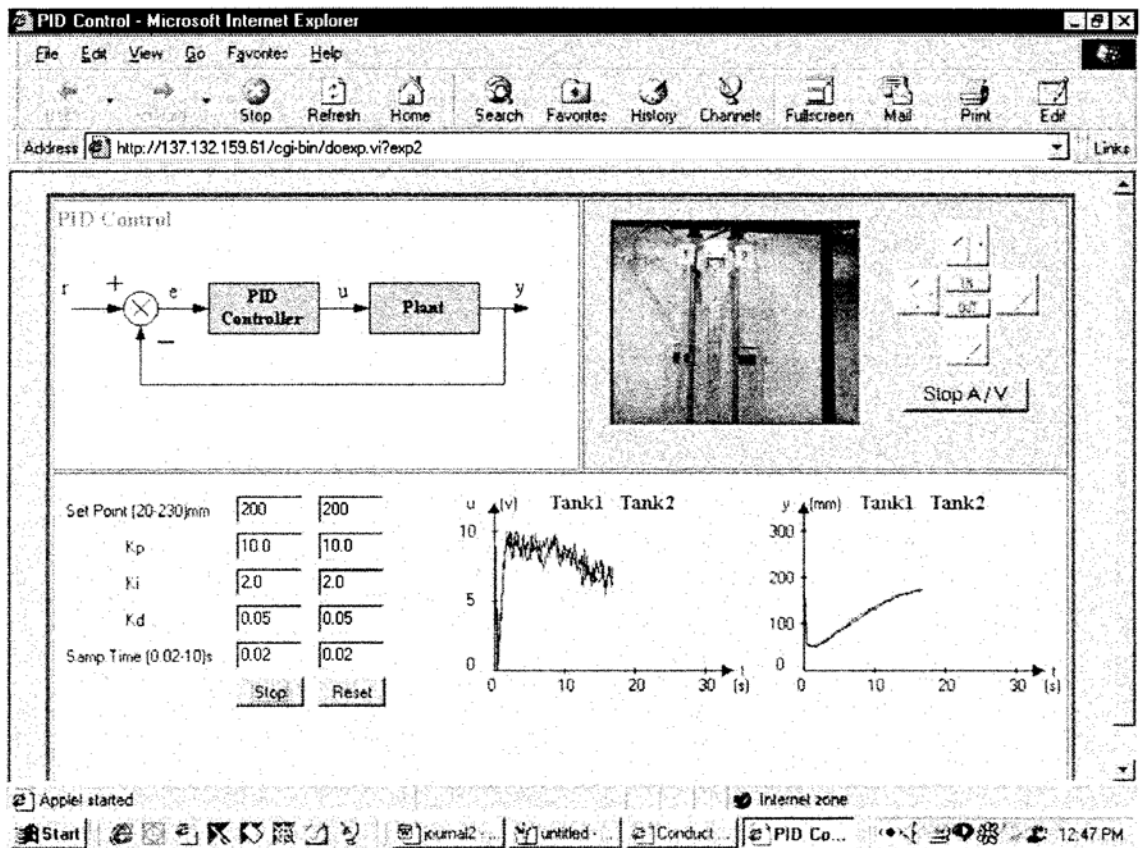 PID Control - Microsoft Internet Explorer
File Edit View Go Favorites Help
Stop Refresh Home Search Favorites History Channels Fullscreen Mail Print Edit
Address http://137.132.159.61/cgi-bin/doexp.vi?exp2 Links
PID Control
r + e PID Controller u Plant y
−
IN
OUT
Stop A/V
Set Point (20-230)mm 200 200
Kp 10.0 10.0
Ki 2.0 2.0
Kd 0.05 0.05
Samp.Time (0.02-10)s 0.02 0.02
Stop Reset
u (v) Tank1 Tank2
10
5
0
0 10 20 30 t (s)
y (mm) Tank1 Tank2
300
200
100
0
0 10 20 30 t (s)
Applet started Internet zone
Start journal2 - ... untitled - ... Conduct ... PID Co... 12:47 PM